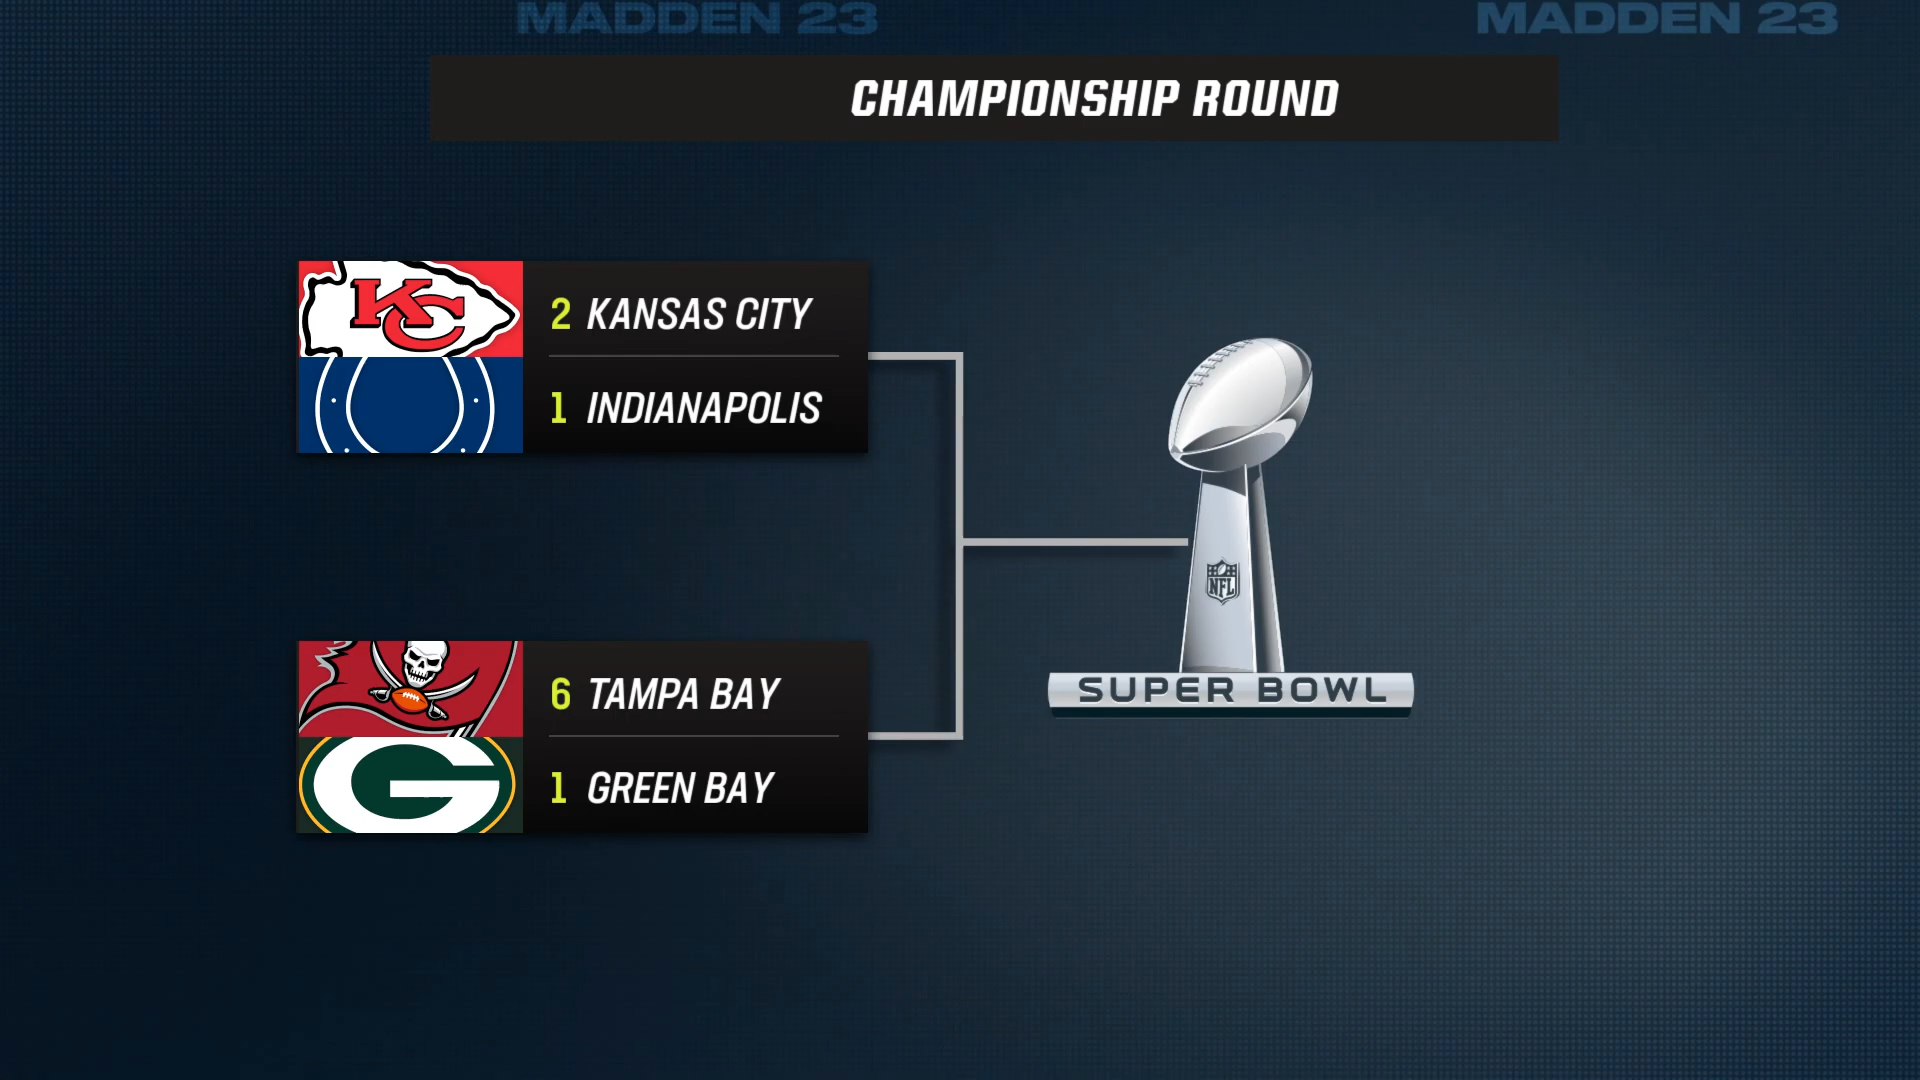 MADDEN 23 MADDEN 23
CHAMPIONSHIP ROUND
KC
2 KANSAS CITY
1 INDIANAPOLIS
NFL
6 TAMPA BAY
SUPER BOWL
G
1 GREEN BAY